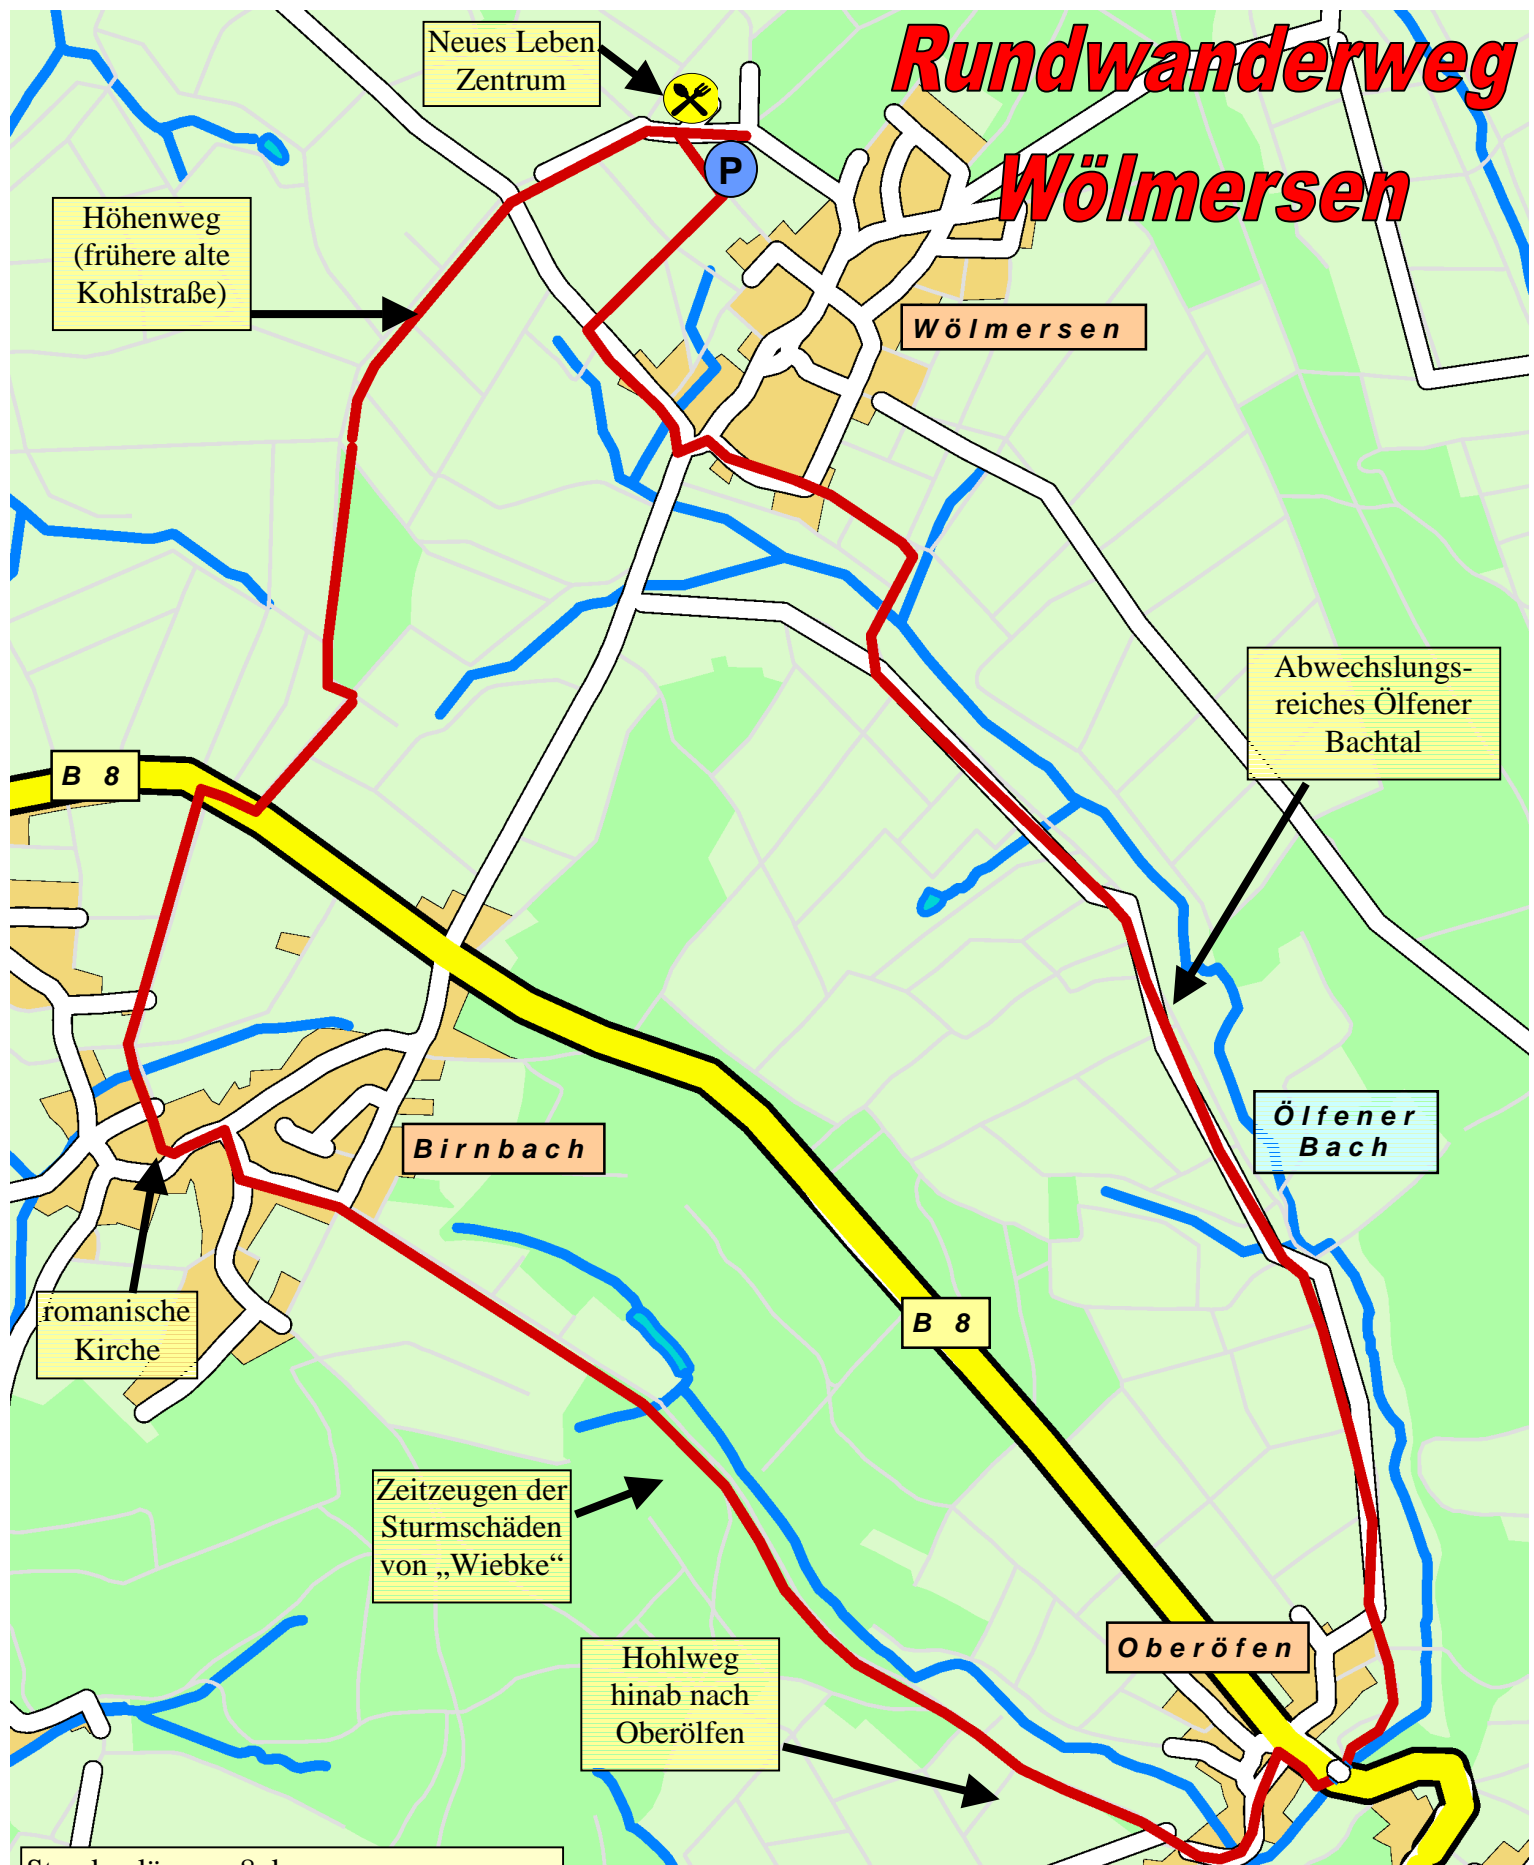 Rundwanderweg
Wölmersen
Neues Leben
Zentrum
P
Höhenweg
(frühere alte
Kohlstraße)
Wölmersen
Abwechslungs-
reiches Ölfener
Bachtal
B 8
Ölfener
Bach
Birnbach
romanische
Kirche
B 8
Zeitzeugen der
Sturmschäden
von „Wiebke“
Oberöfen
Hohlweg
hinab nach
Oberölfen